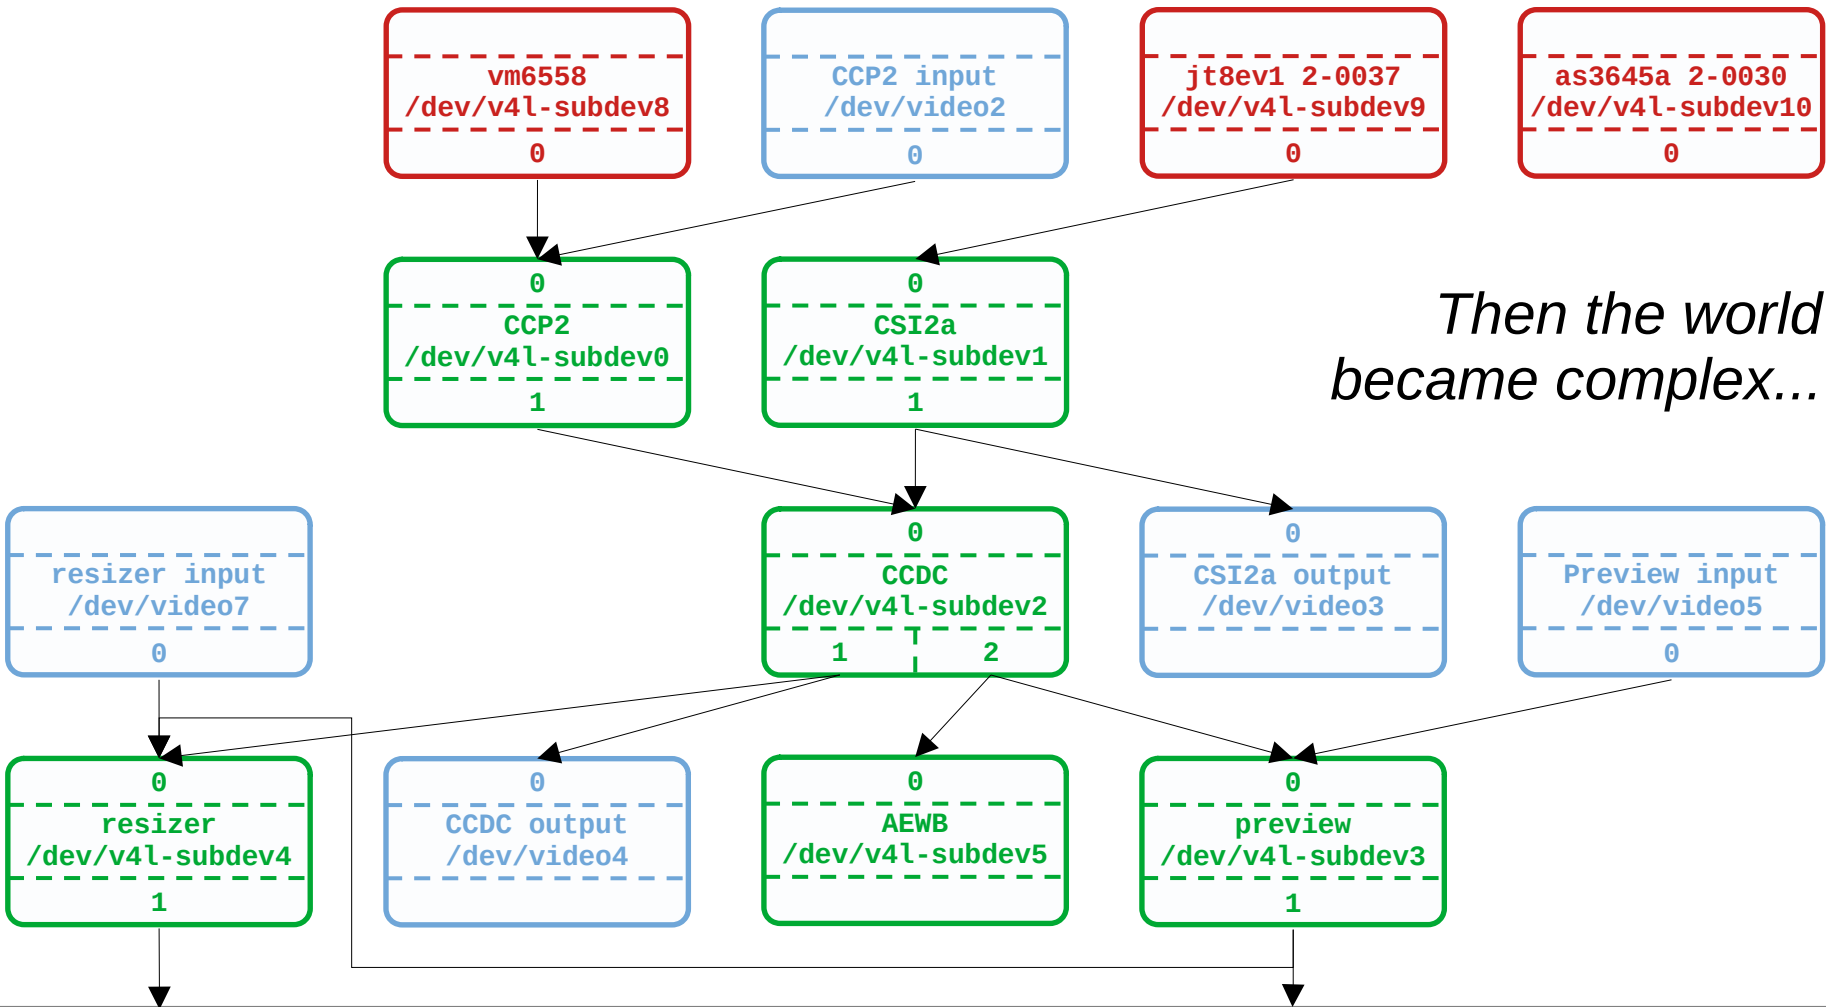 vm6558
/dev/v4l-subdev8
0
CCP2 input
/dev/video2
0
jt8ev1 2-0037
/dev/v4l-subdev9
0
as3645a 2-0030
/dev/v4l-subdev10
0
0
CCP2
/dev/v4l-subdev0
1
0
CSI2a
/dev/v4l-subdev1
1
Then the world
became complex...
resizer input
/dev/video7
0
0
CCDC
/dev/v4l-subdev2
1 2
0
CSI2a output
/dev/video3
Preview input
/dev/video5
0
0
resizer
/dev/v4l-subdev4
1
0
CCDC output
/dev/video4
0
AEWB
/dev/v4l-subdev5
0
preview
/dev/v4l-subdev3
1